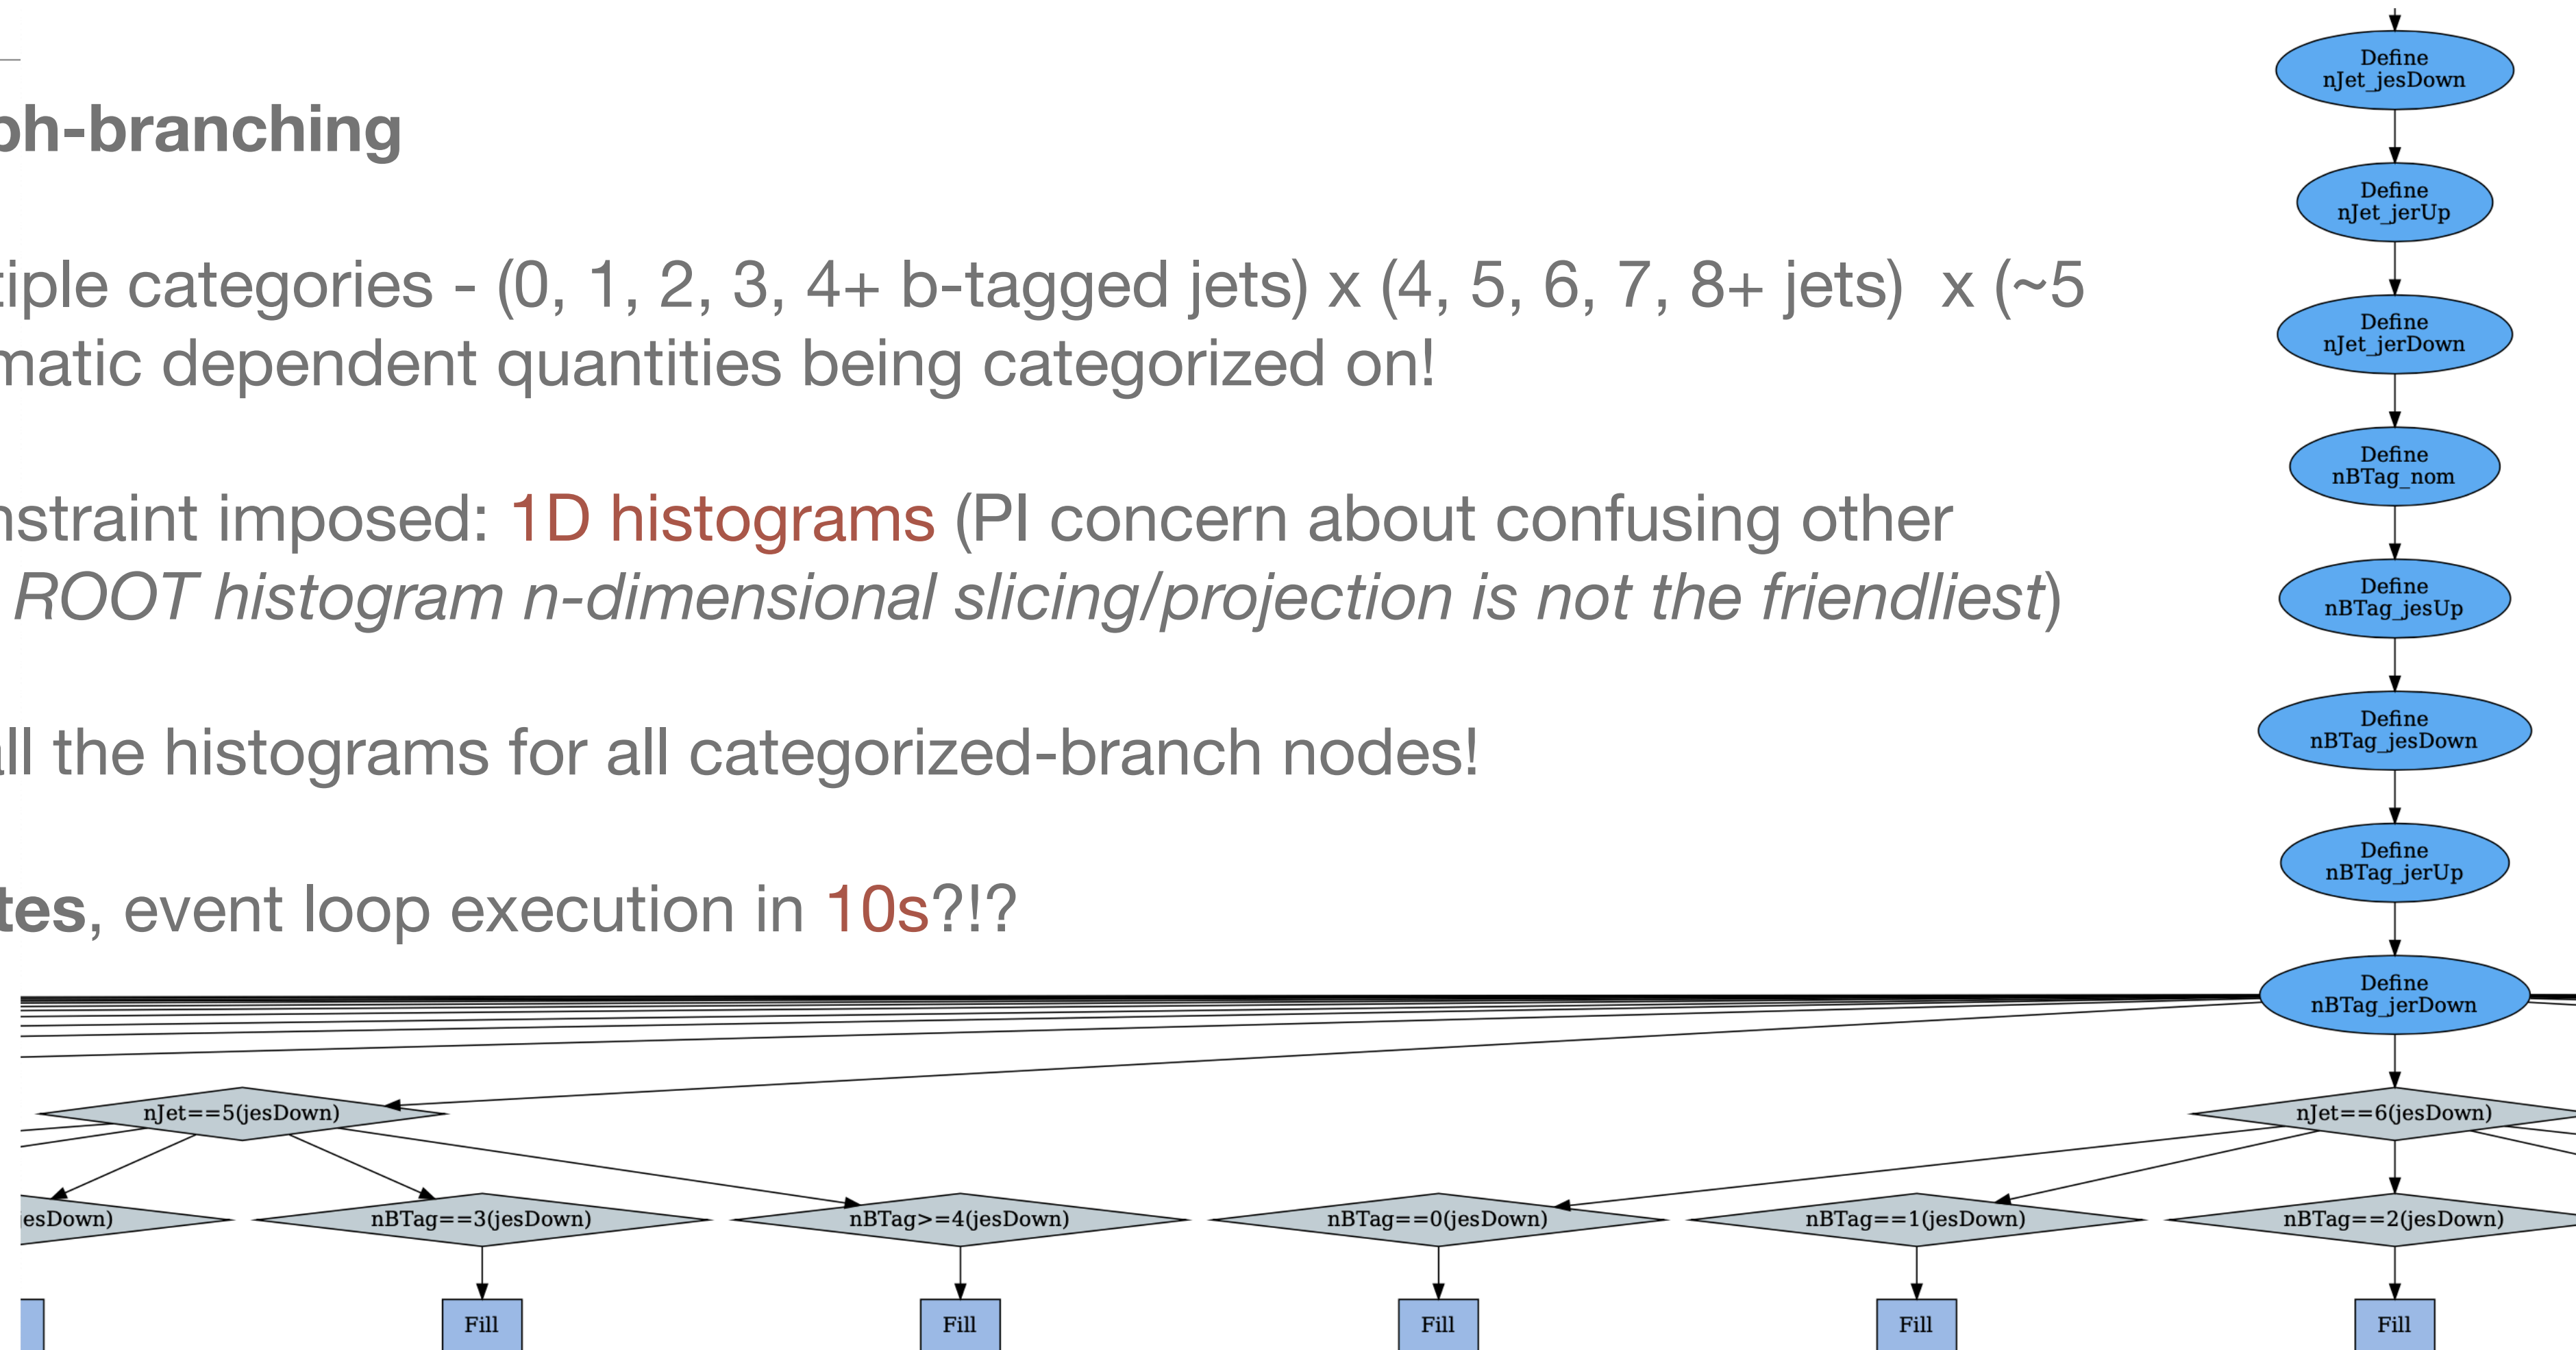 ph-branching
tiple categories - (0, 1, 2, 3, 4+ b-tagged jets) x (4, 5, 6, 7, 8+ jets)  x (~5
matic dependent quantities being categorized on!
nstraint imposed: 1D histograms (PI concern about confusing other
ROOT histogram n-dimensional slicing/projection is not the friendliest)
all the histograms for all categorized-branch nodes!
tes, event loop execution in 10s?!?
Define
nJet_jesDown
Define
nJet_jerUp
Define
nJet_jerDown
Define
nBTag_nom
Define
nBTag_jesUp
Define
nBTag_jesDown
Define
nBTag_jerUp
Define
nBTag_jerDown
nJet==5(jesDown)
nJet==6(jesDown)
esDown)
nBTag==3(jesDown)
nBTag>=4(jesDown)
nBTag==0(jesDown)
nBTag==1(jesDown)
nBTag==2(jesDown)
Fill
Fill
Fill
Fill
Fill